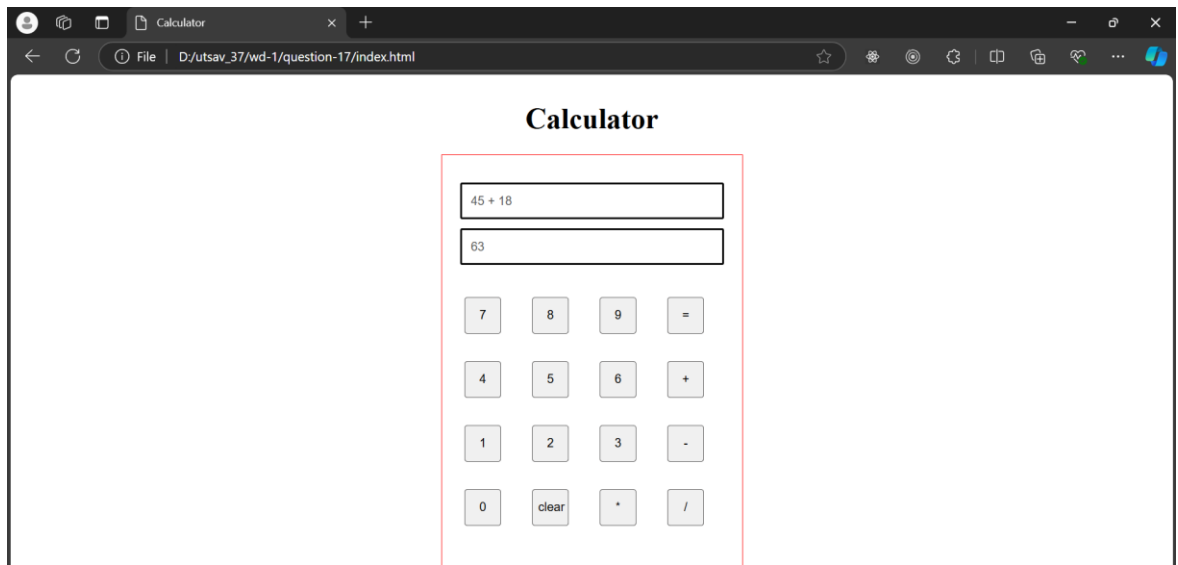 Calculator
File | D:/utsav_37/wd-1/question-17/index.html
Calculator
45 + 18
63
7 8 9 =
4 5 6 +
1 2 3 -
0 clear * /